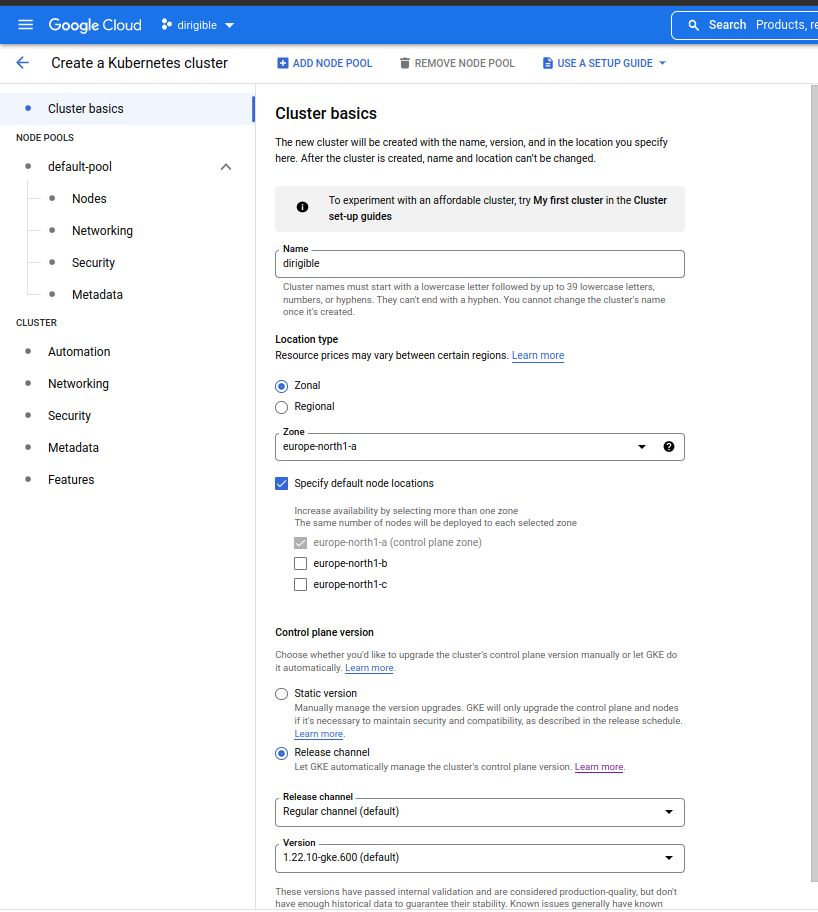 Google Cloud
dirigible
Search Products, re
Create a Kubernetes cluster
ADD NODE POOL
REMOVE NODE POOL
USE A SETUP GUIDE
Cluster basics
NODE POOLS
default-pool
Nodes
Networking
Security
Metadata
CLUSTER
Automation
Networking
Security
Metadata
Features
Cluster basics
The new cluster will be created with the name, version, and in the location you specify
here. After the cluster is created, name and location can't be changed.
To experiment with an affordable cluster, try My first cluster in the Cluster
set-up guides
Name
dirigible
Cluster names must start with a lowercase letter followed by up to 39 lowercase letters,
numbers, or hyphens. They can't end with a hyphen. You cannot change the cluster's name
once it's created.
Location type
Resource prices may vary between certain regions. Learn more
Zonal
Regional
Zone
europe-north1-a
Specify default node locations
Increase availability by selecting more than one zone
The same number of nodes will be deployed to each selected zone
europe-north1-a (control plane zone)
europe-north1-b
europe-north1-c
Control plane version
Choose whether you'd like to upgrade the cluster's control plane version manually or let GKE do
it automatically. Learn more.
Static version
Manually manage the version upgrades. GKE will only upgrade the control plane and nodes
if it's necessary to maintain security and compatibility, as described in the release schedule.
Learn more.
Release channel
Let GKE automatically manage the cluster's control plane version. Learn more.
Release channel
Regular channel (default)
Version
1.22.10-gke.600 (default)
These versions have passed internal validation and are considered production-quality, but don't
have enough historical data to guarantee their stability. Known issues generally have known